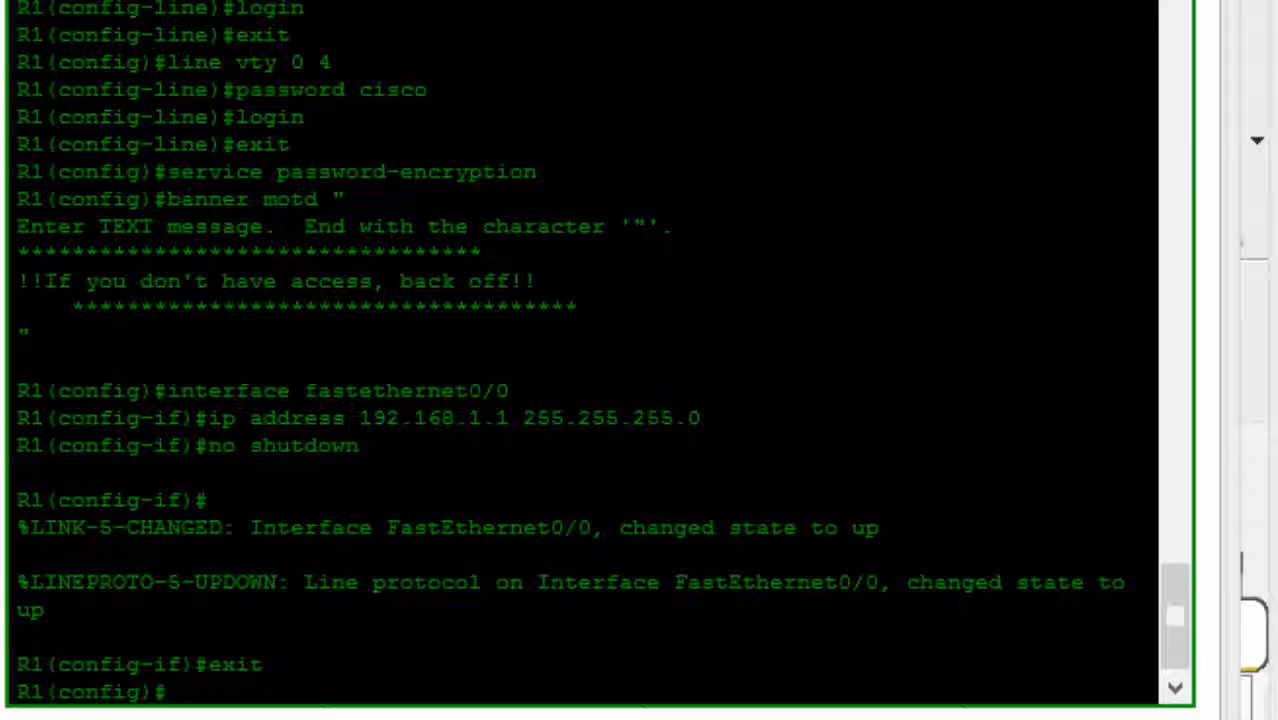 R1(config-line)#login
R1(config-line)#exit
R1(config)#line vty 0 4
R1(config-line)#password cisco
R1(config-line)#login
R1(config-line)#exit
R1(config)#service password-encryption
R1(config)#banner motd "
Enter TEXT message.  End with the character '"'.
**********************************
!!If you don't have access, back off!!
    *************************************
"
R1(config)#interface fastethernet0/0
R1(config-if)#ip address 192.168.1.1 255.255.255.0
R1(config-if)#no shutdown
R1(config-if)#
%LINK-5-CHANGED: Interface FastEthernet0/0, changed state to up
%LINEPROTO-5-UPDOWN: Line protocol on Interface FastEthernet0/0, changed state to
up
R1(config-if)#exit
R1(config)#